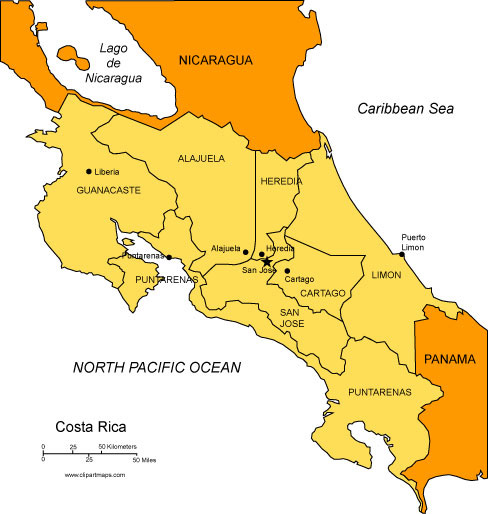 Lago
de
Nicaragua
NICARAGUA
Caribbean Sea
ALAJUELA
HEREDIA
Liberia
GUANACASTE
Puerto
Limon
Alajuela
Heredia
Puntarenas
San Jose
Cartago
LIMON
PUNTARENAS
CARTAGO
SAN
JOSE
PANAMA
NORTH PACIFIC OCEAN
PUNTARENAS
Costa Rica
0 25 50 Kilometers
0 25 50 Miles
www.clipartmaps.com